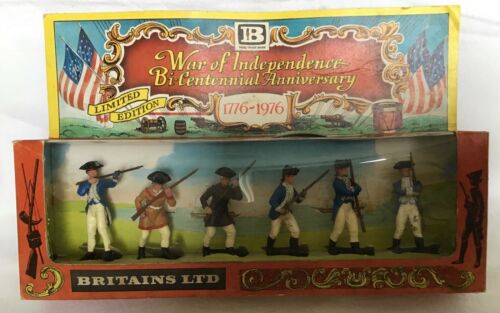 B
War of Independence
Bi-Centennial Anniversary
LIMITED
EDITION
1776-1976
BRITAINS LTD